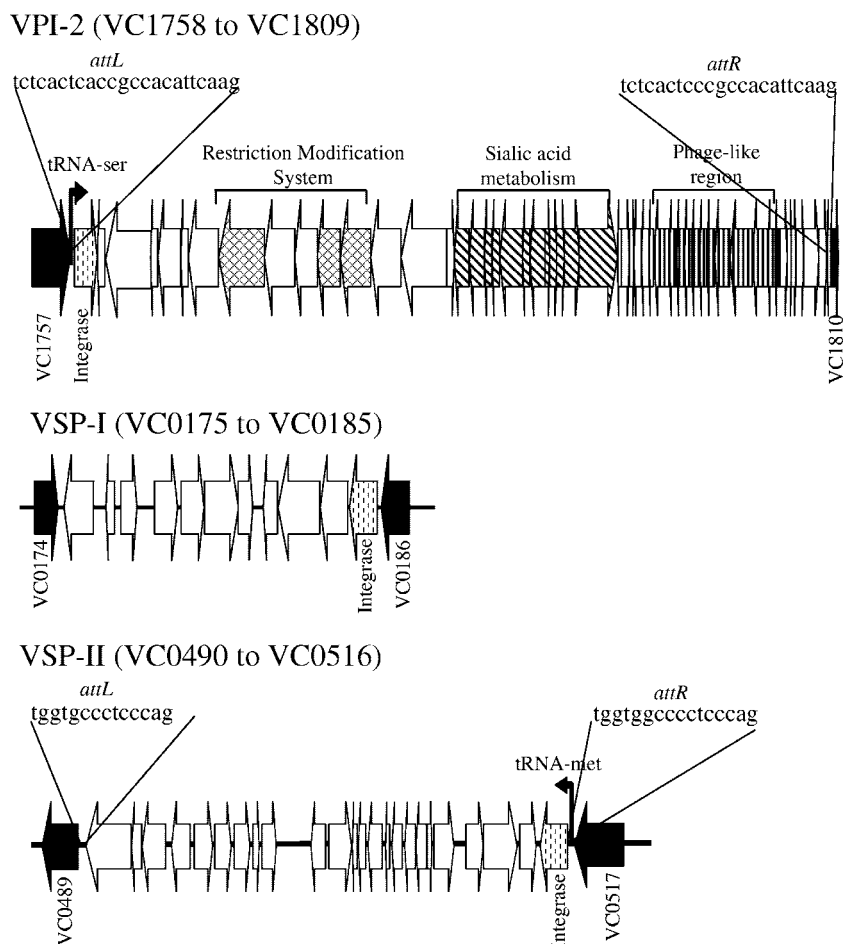 VPI-2 (VC1758 to VC1809)
attL
tctcactcaccgccacattcaag
attR
tctcactcccgccacattcaag
tRNA-ser
Restriction Modification
System
Sialic acid
metabolism
Phage-like
region
VC1757
Integrase
VC1810
VSP-I (VC0175 to VC0185)
VC0174
Integrase
VC0186
VSP-II (VC0490 to VC0516)
attL
tggtgccctcccag
attR
tggtggcccctcccag
tRNA-met
VC0489
Integrase
VC0517